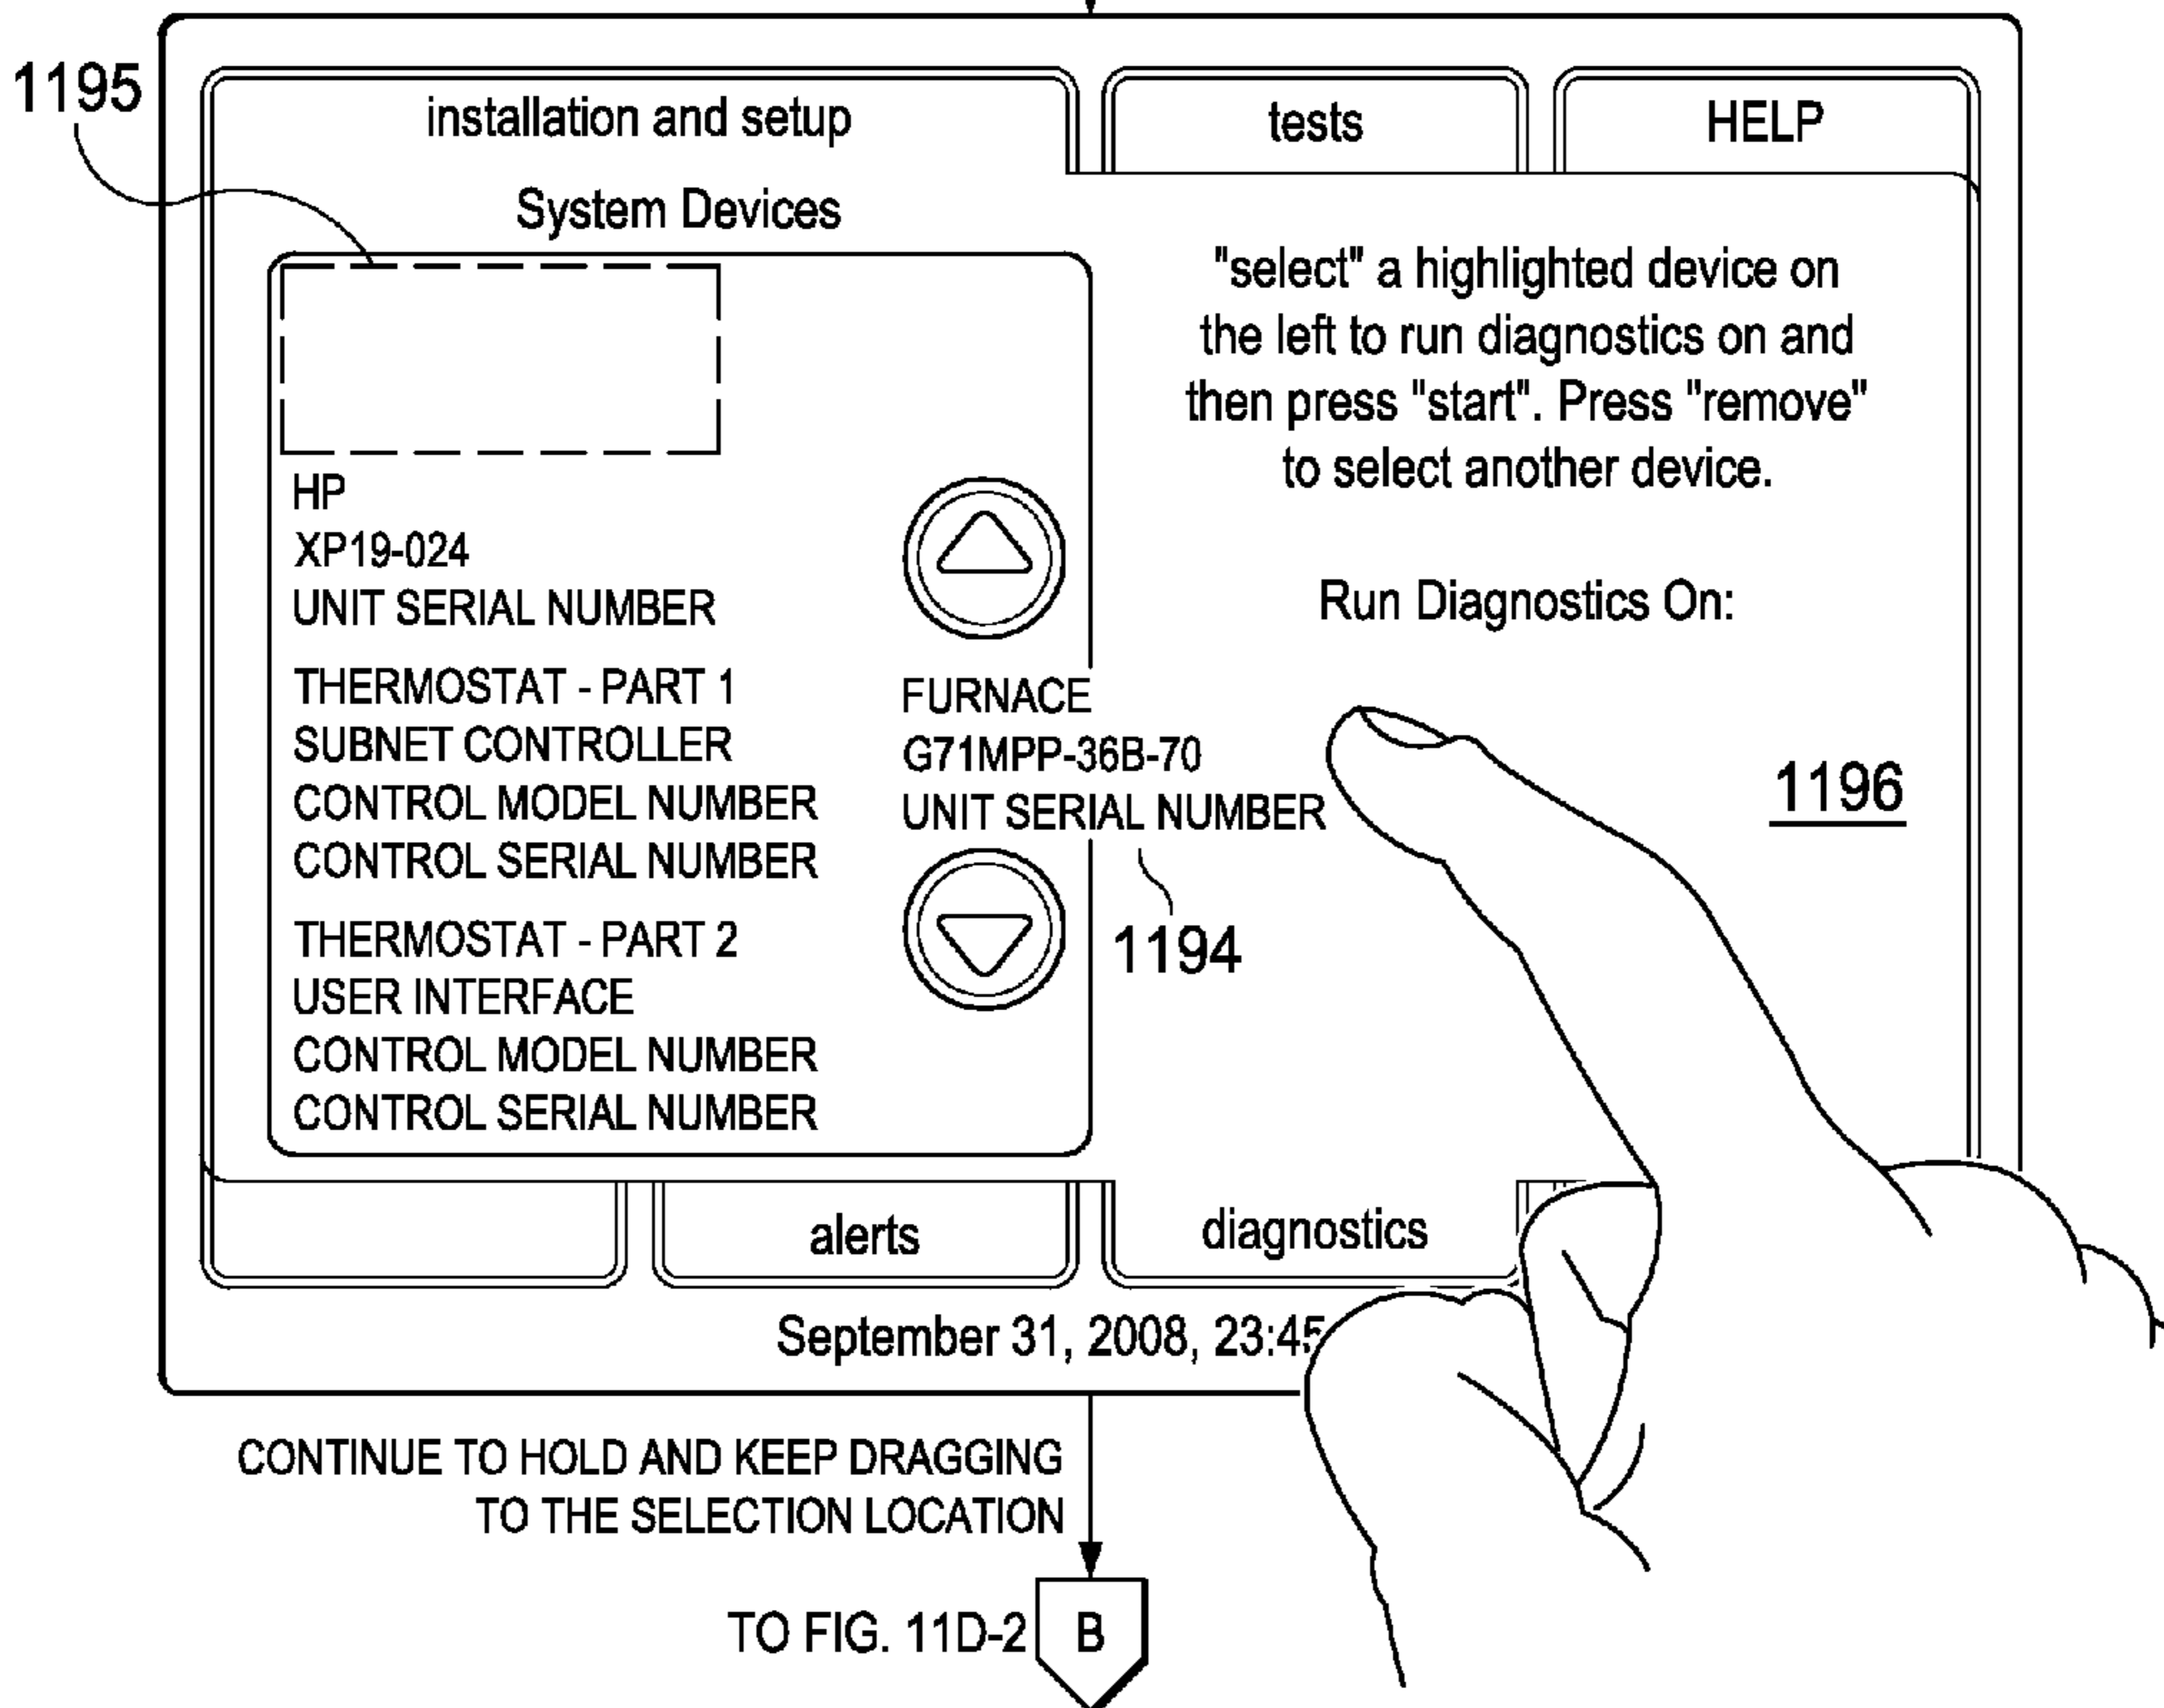 1195
installation and setup
tests
HELP
System Devices
"select" a highlighted device on
the left to run diagnostics on and
then press "start". Press "remove"
to select another device.
HP
XP19-024
UNIT SERIAL NUMBER
Run Diagnostics On:
THERMOSTAT - PART 1
SUBNET CONTROLLER
CONTROL MODEL NUMBER
CONTROL SERIAL NUMBER
FURNACE
G71MPP-36B-70
UNIT SERIAL NUMBER
1196
1194
THERMOSTAT - PART 2
USER INTERFACE
CONTROL MODEL NUMBER
CONTROL SERIAL NUMBER
alerts
diagnostics
September 31, 2008, 23:45
CONTINUE TO HOLD AND KEEP DRAGGING
TO THE SELECTION LOCATION
TO FIG. 11D-2
B